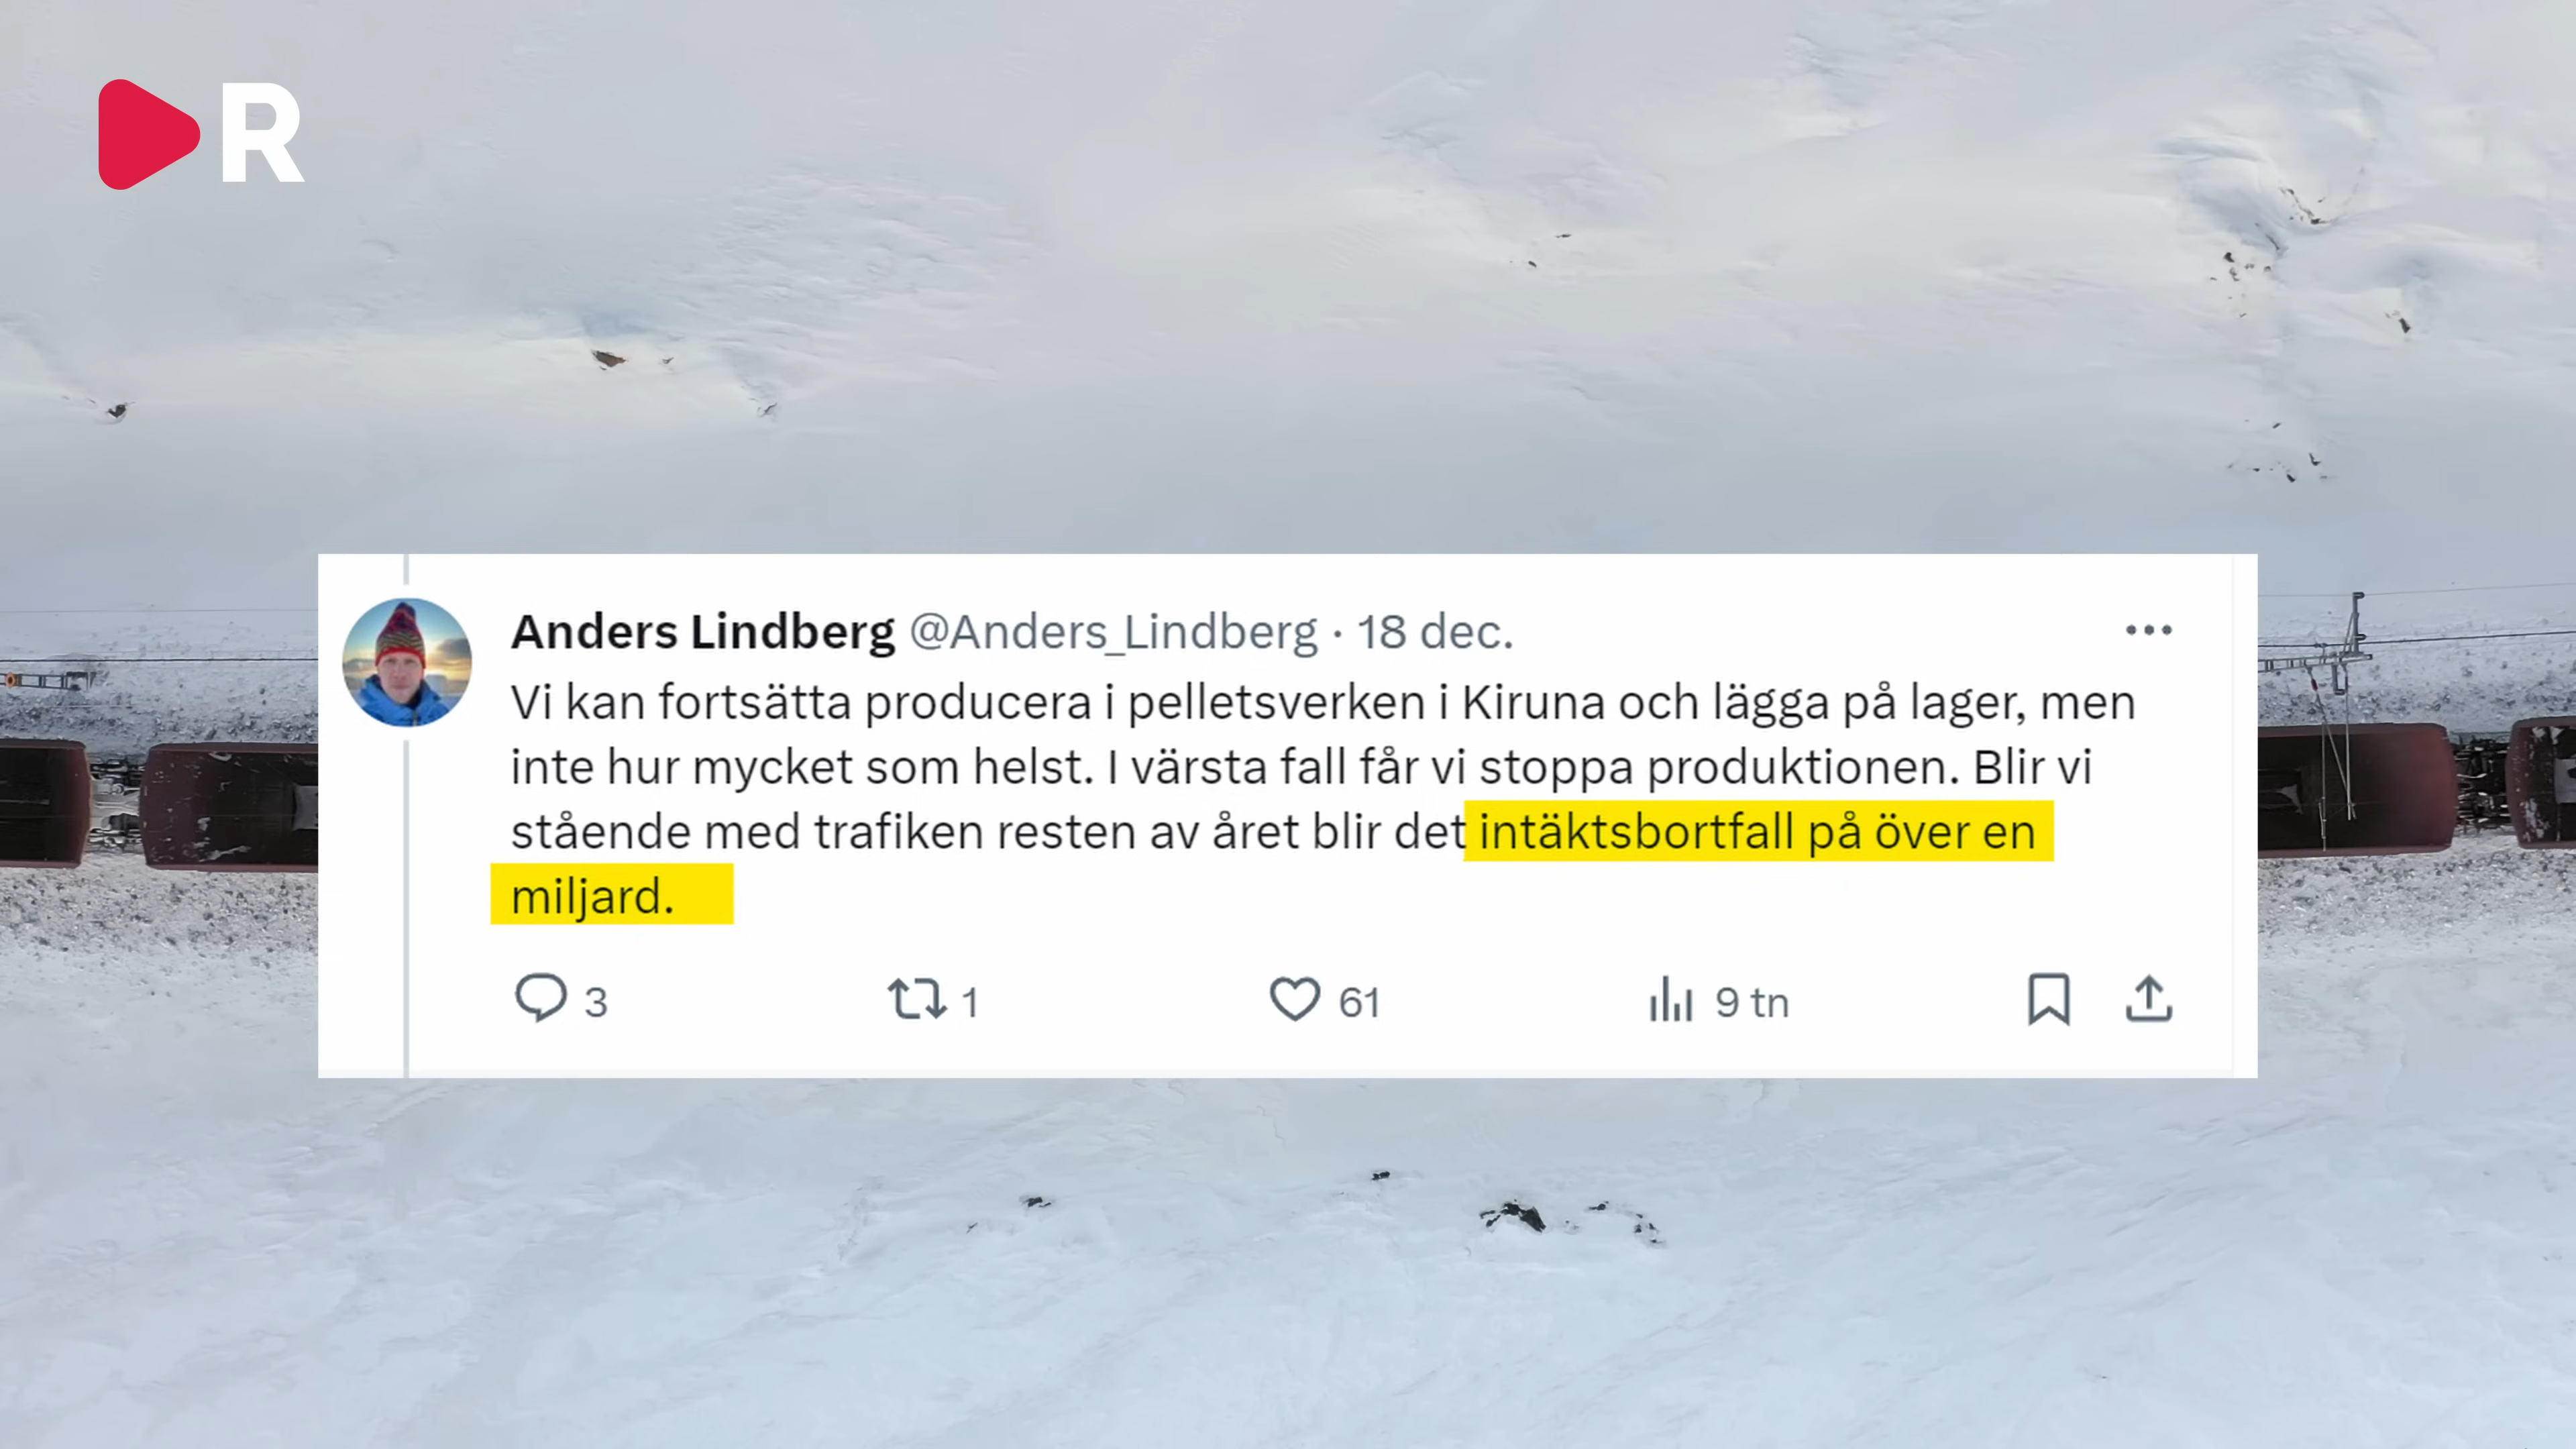 R
Anders Lindberg @Anders_Lindberg · 18 dec.
Vi kan fortsätta producera i pelletsverken i Kiruna och lägga på lager, men
inte hur mycket som helst. I värsta fall får vi stoppa produktionen. Blir vi
stående med trafiken resten av året blir det intäktsbortfall på över en
miljard.
3 1 61 9 tn